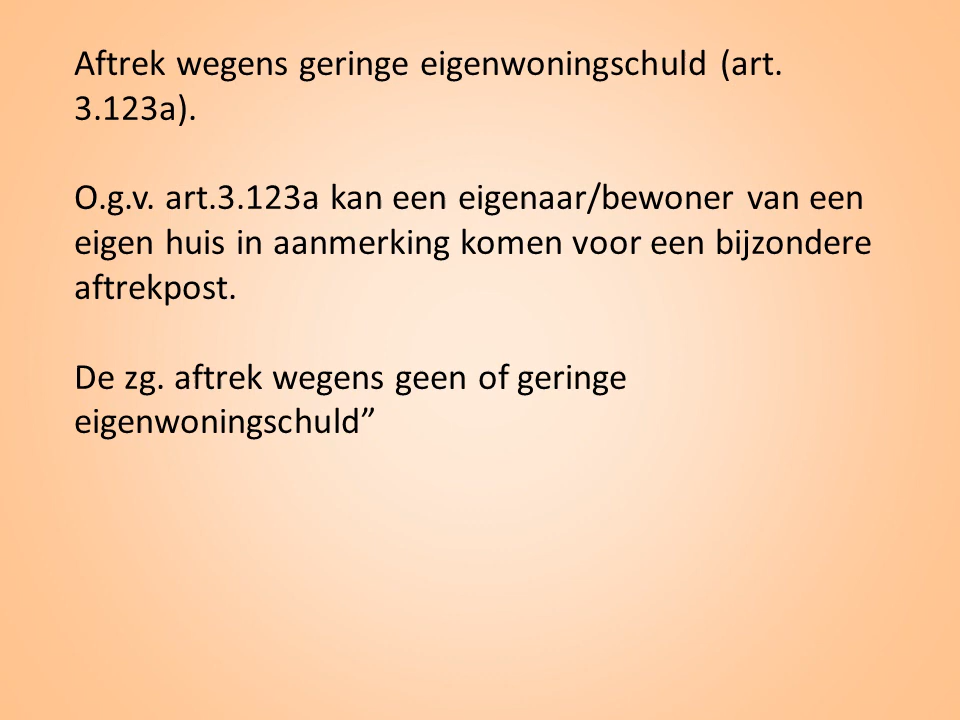 Aftrek wegens geringe eigenwoningschuld (art.
3.123a).
O.g.v. art.3.123a kan een eigenaar/bewoner van een
eigen huis in aanmerking komen voor een bijzondere
aftrekpost.
De zg. aftrek wegens geen of geringe
eigenwoningschuld”